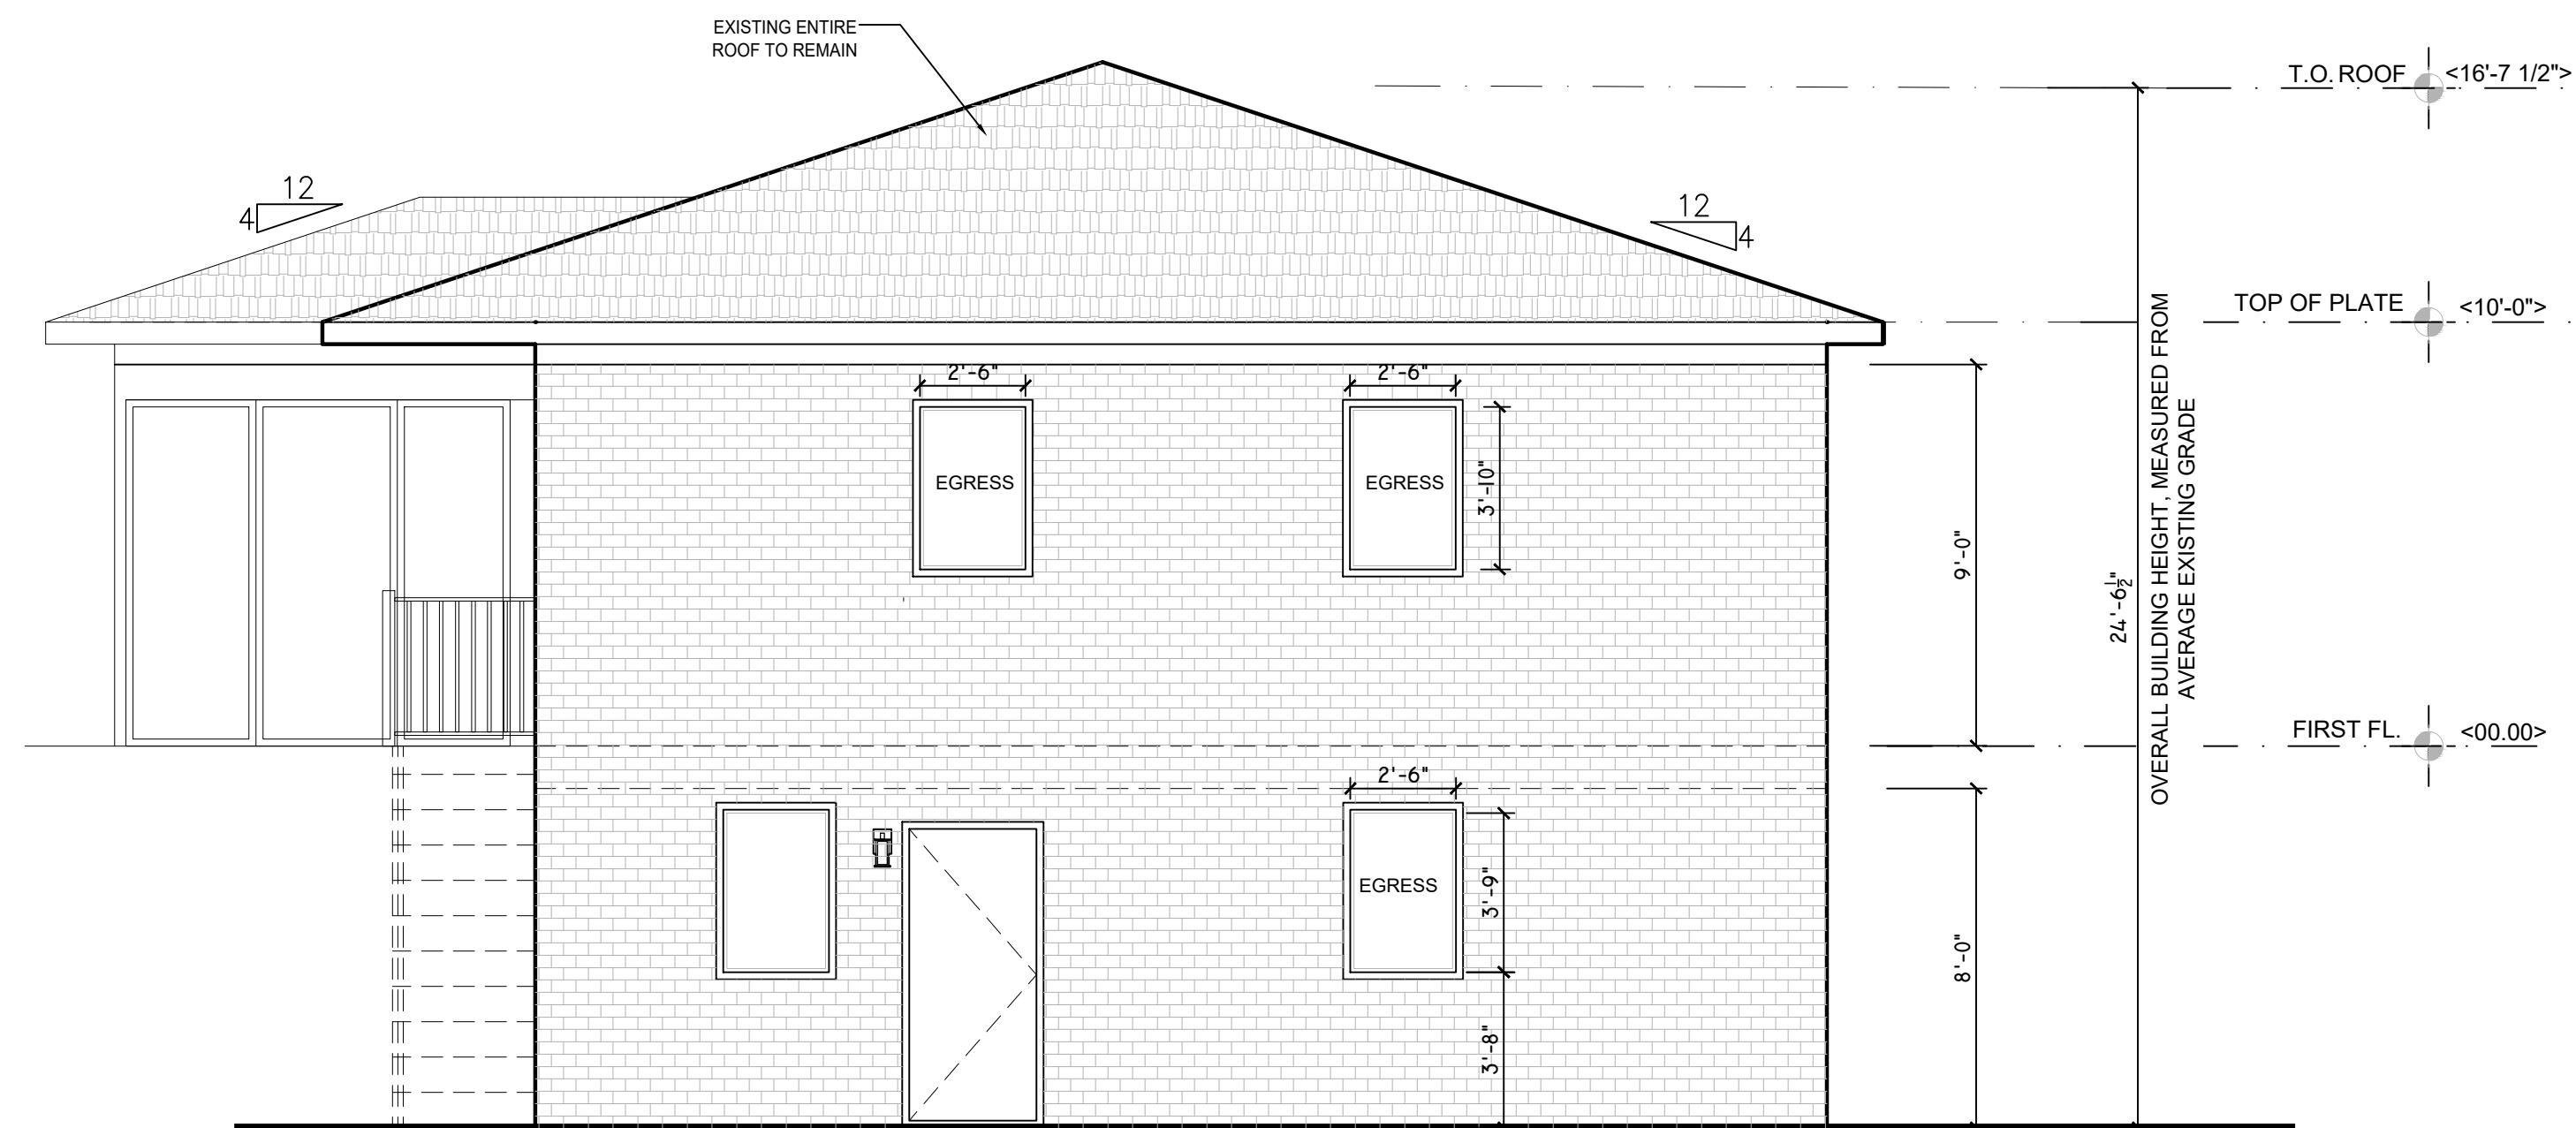 EXISTING ENTIRE
ROOF TO REMAIN
T.O. ROOF
<16'-7 1/2">
12
4
12
4
TOP OF PLATE
<10'-0">
2'-6"
2'-6"
EGRESS
EGRESS
3'-10"
9'-0"
24'-6½"
OVERALL BUILDING HEIGHT, MEASURED FROM
AVERAGE EXISTING GRADE
FIRST FL.
<00.00>
2'-6"
EGRESS
3'-9"
8'-0"
3'-8"